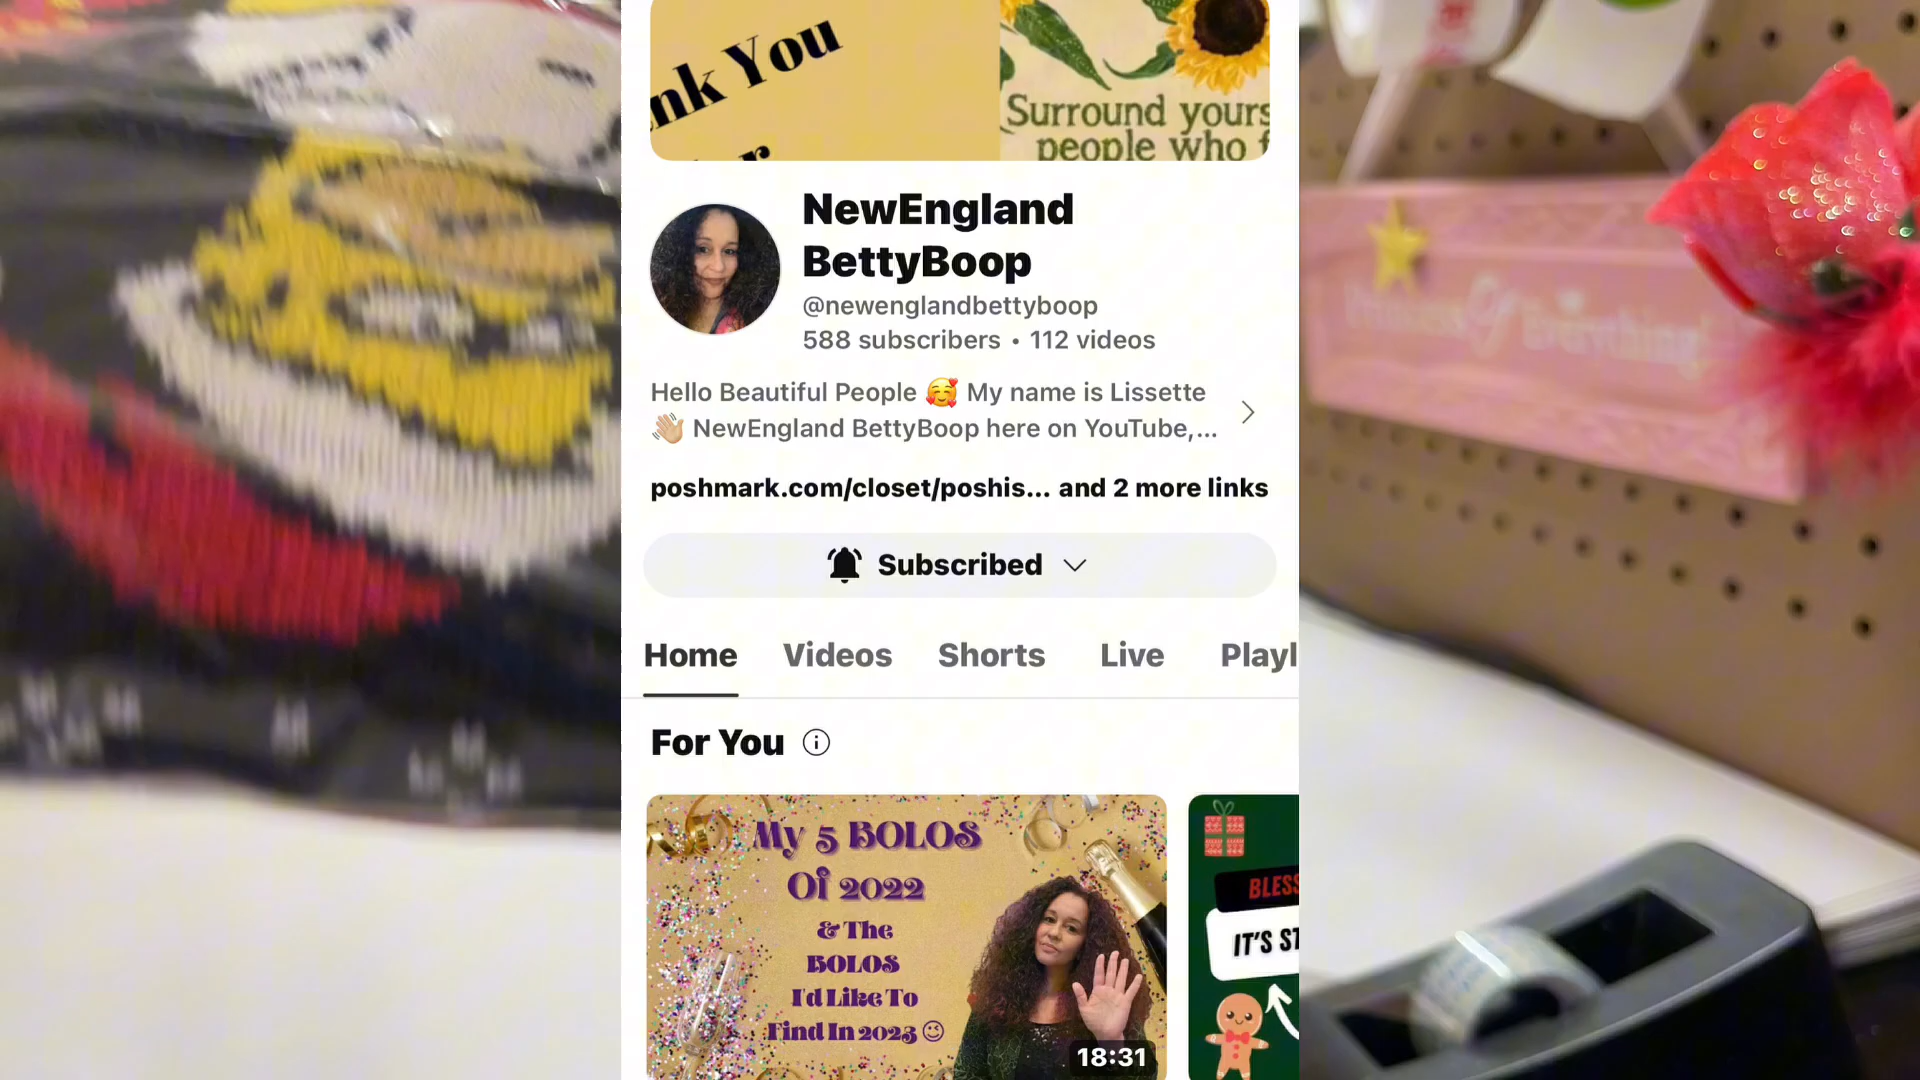 nk You
Surround yours
people who f
NewEngland
BettyBoop
@newenglandbettyboop
588 subscribers • 112 videos
Hello Beautiful People 🥰 My name is Lissette
👋🏼 NewEngland BettyBoop here on YouTube,...
poshmark.com/closet/poshis... and 2 more links
Subscribed
Home Videos Shorts Live Playl
For You
My 5 BOLOS
Of 2022
& The
BOLOS
I'd Like To
Find In 2023 😉
18:31
BLESS
IT'S ST
Princess Of Everything!